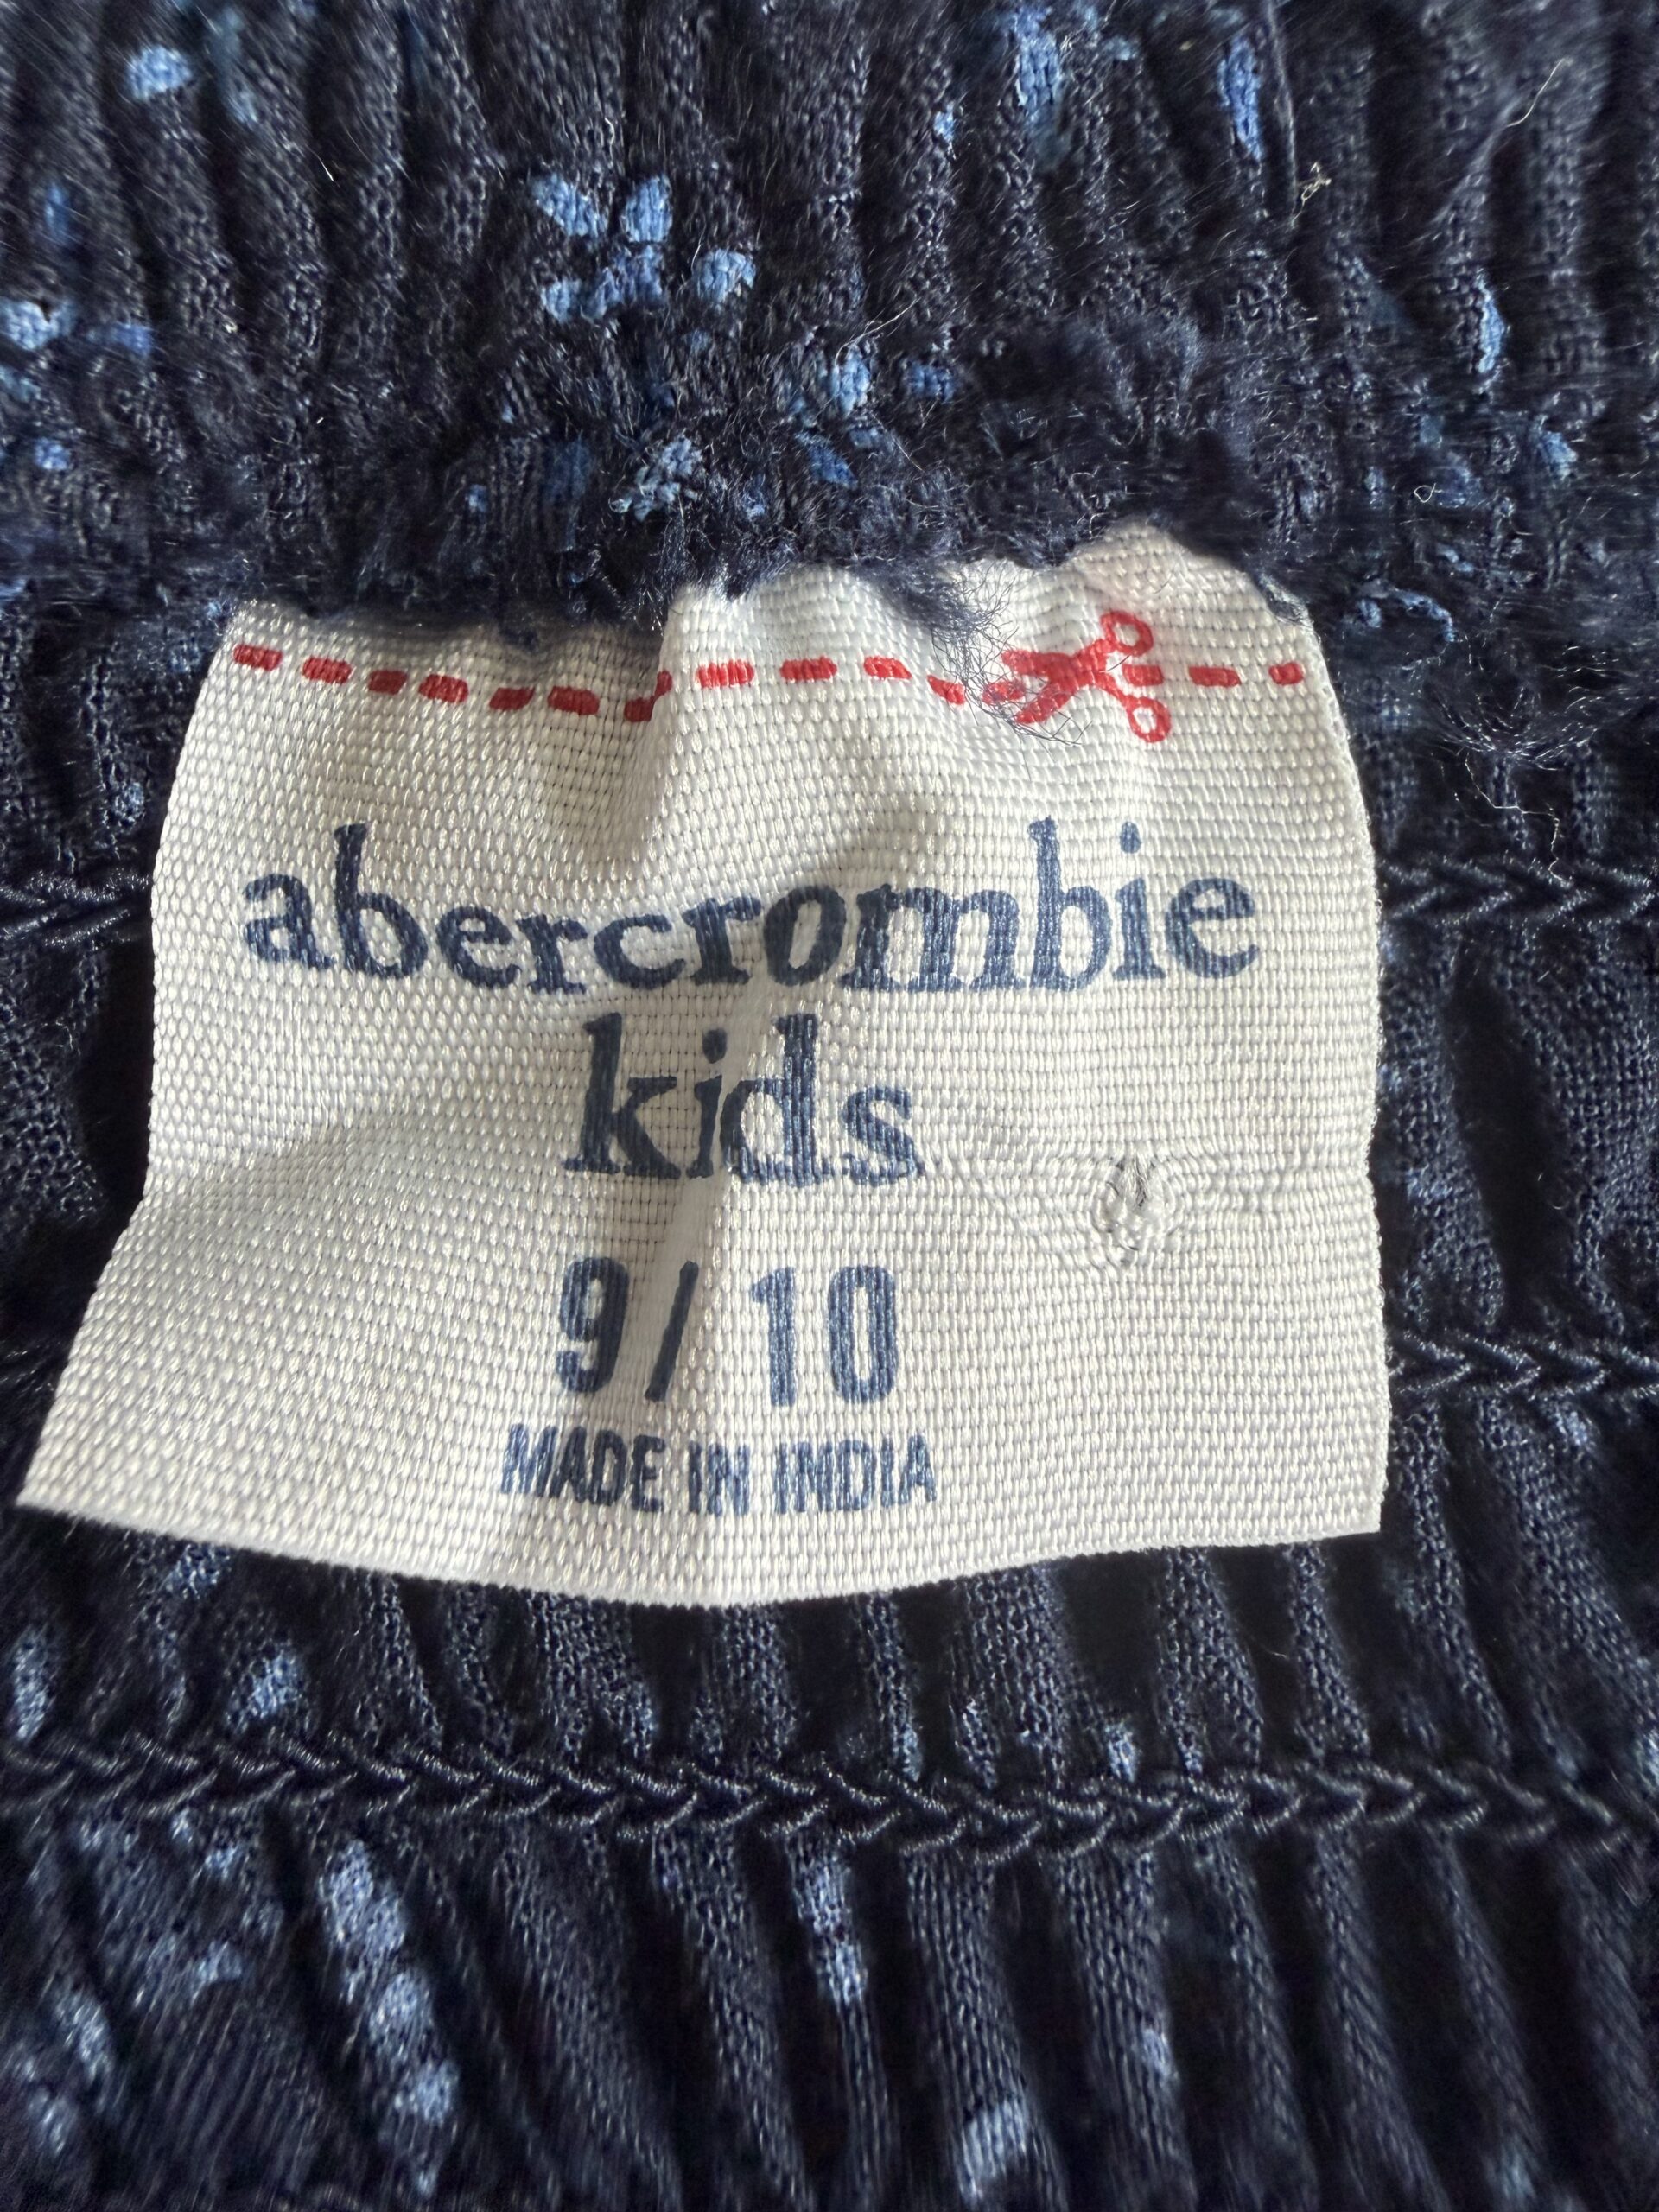 abercrombie
kids
9/10
MADE IN INDIA